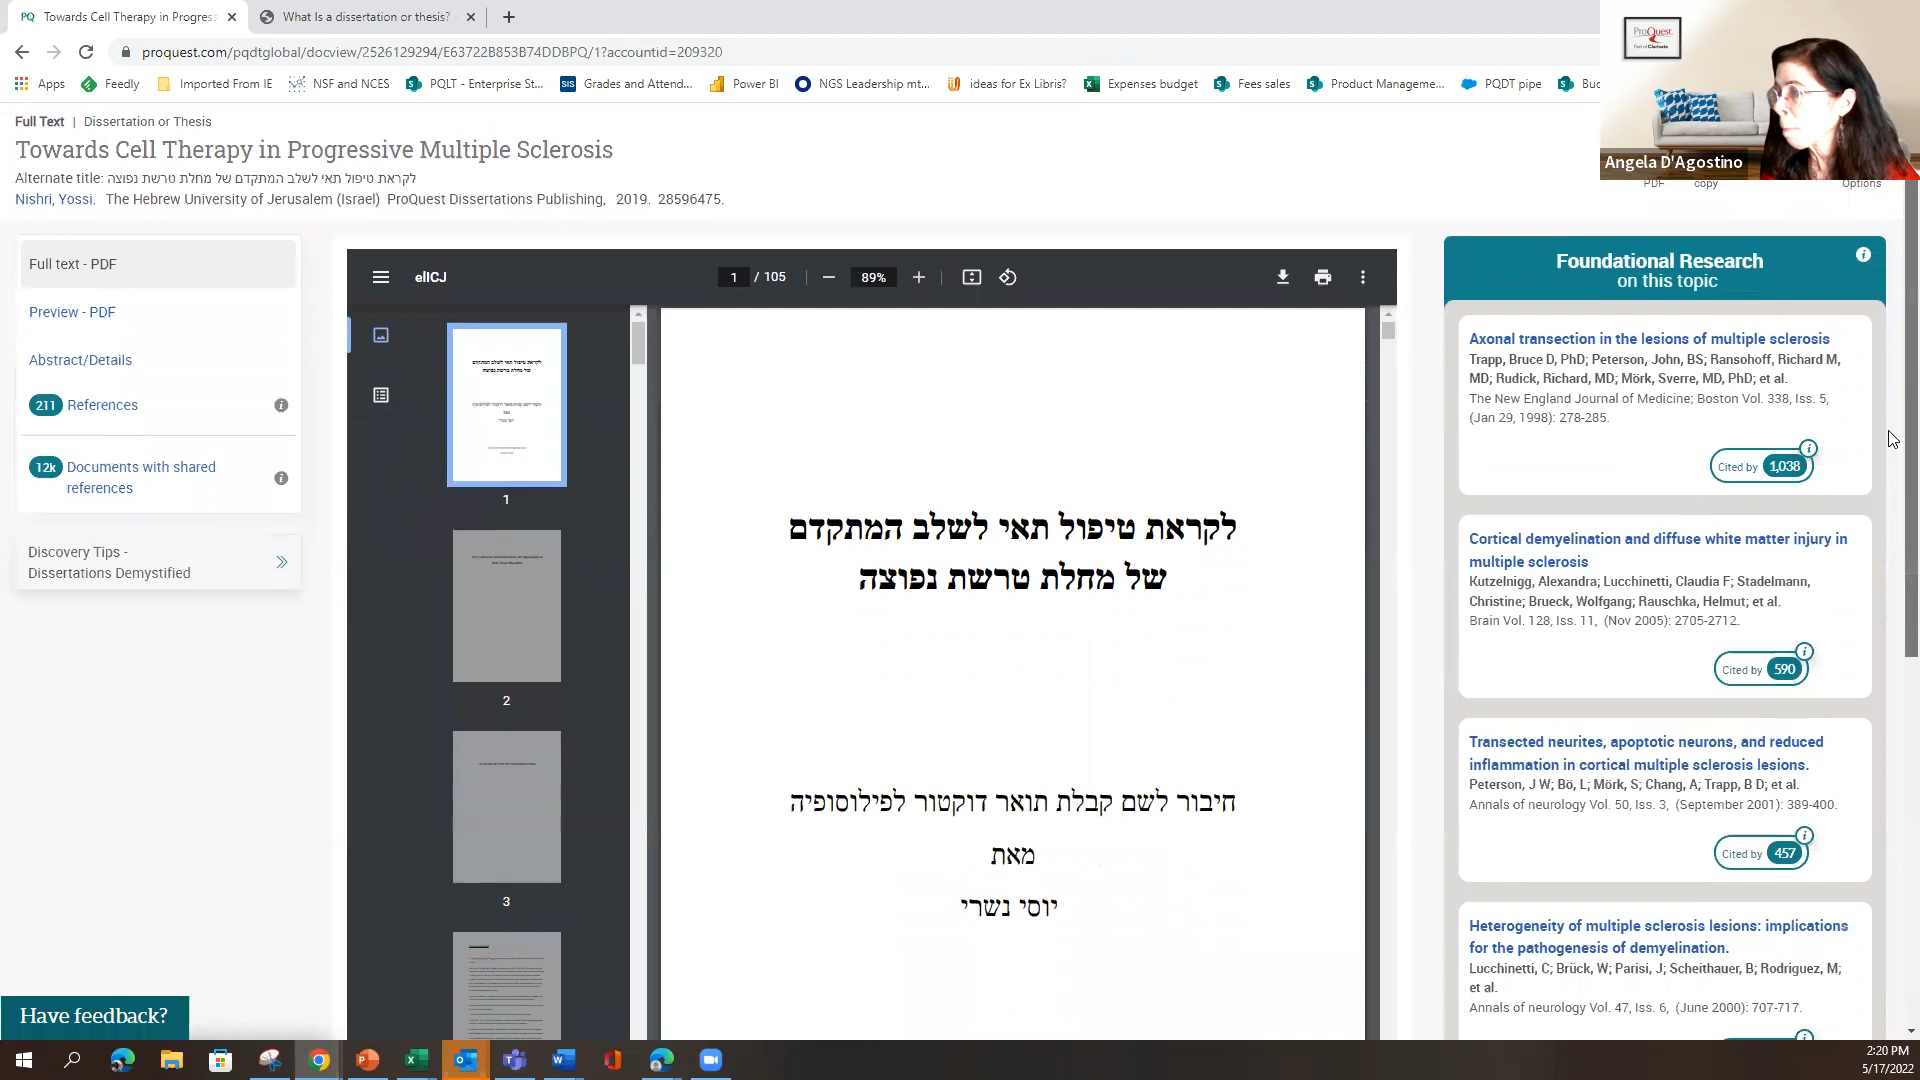 Towards Cell Therapy in Progres
What Is a dissertation or thesis?
proquest.com/pqdtglobal/docview/2526129294/E63722B853B74DDBPQ/1?accountid=209320
Apps
Feedly
Imported From IE
NSF and NCES
PQLT - Enterprise St...
SIS
Grades and Attend...
Power BI
NGS Leadership mt...
ideas for Ex Libris?
Expenses budget
Fees sales
Product Manageme...
PQDT pipe
Buc
ProQuest
Part of Clarivate
Angela D'Agostino
Full Text | Dissertation or Thesis
Towards Cell Therapy in Progressive Multiple Sclerosis
Alternate title: לקראת טיפול תאי לשלב המתקדם של מחלת טרשת נפוצה
Nishri, Yossi. The Hebrew University of Jerusalem (Israel) ProQuest Dissertations Publishing, 2019. 28596475.
PDF
copy
Options
Full text - PDF
Preview - PDF
Abstract/Details
211 References
12k Documents with shared
references
Discovery Tips -
Dissertations Demystified
Have feedback?
elICJ
1 / 105
89%
1
2
3
לקראת טיפול תאי לשלב המתקדם
של מחלת טרשת נפוצה
חיבור לשם קבלת תואר דוקטור לפילוסופיה
מאת
יוסי נשרי
Foundational Research
on this topic
Axonal transection in the lesions of multiple sclerosis
Trapp, Bruce D, PhD; Peterson, John, BS; Ransohoff, Richard M,
MD; Rudick, Richard, MD; Mörk, Sverre, MD, PhD; et al.
The New England Journal of Medicine; Boston Vol. 338, Iss. 5,
(Jan 29, 1998): 278-285.
Cited by 1,038
Cortical demyelination and diffuse white matter injury in
multiple sclerosis
Kutzelnigg, Alexandra; Lucchinetti, Claudia F; Stadelmann,
Christine; Brueck, Wolfgang; Rauschka, Helmut; et al.
Brain Vol. 128, Iss. 11, (Nov 2005): 2705-2712.
Cited by 590
Transected neurites, apoptotic neurons, and reduced
inflammation in cortical multiple sclerosis lesions.
Peterson, J W; Bö, L; Mörk, S; Chang, A; Trapp, B D; et al.
Annals of neurology Vol. 50, Iss. 3, (September 2001): 389-400.
Cited by 457
Heterogeneity of multiple sclerosis lesions: implications
for the pathogenesis of demyelination.
Lucchinetti, C; Brück, W; Parisi, J; Scheithauer, B; Rodriguez, M;
et al.
Annals of neurology Vol. 47, Iss. 6, (June 2000): 707-717.
2:20 PM
5/17/2022